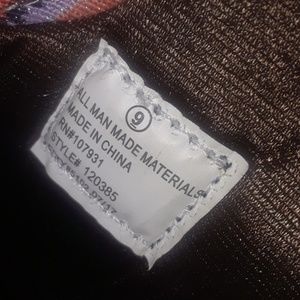 9
ALL MAN MADE MATERIALS
MADE IN CHINA
RN#107931
STYLE# 120385